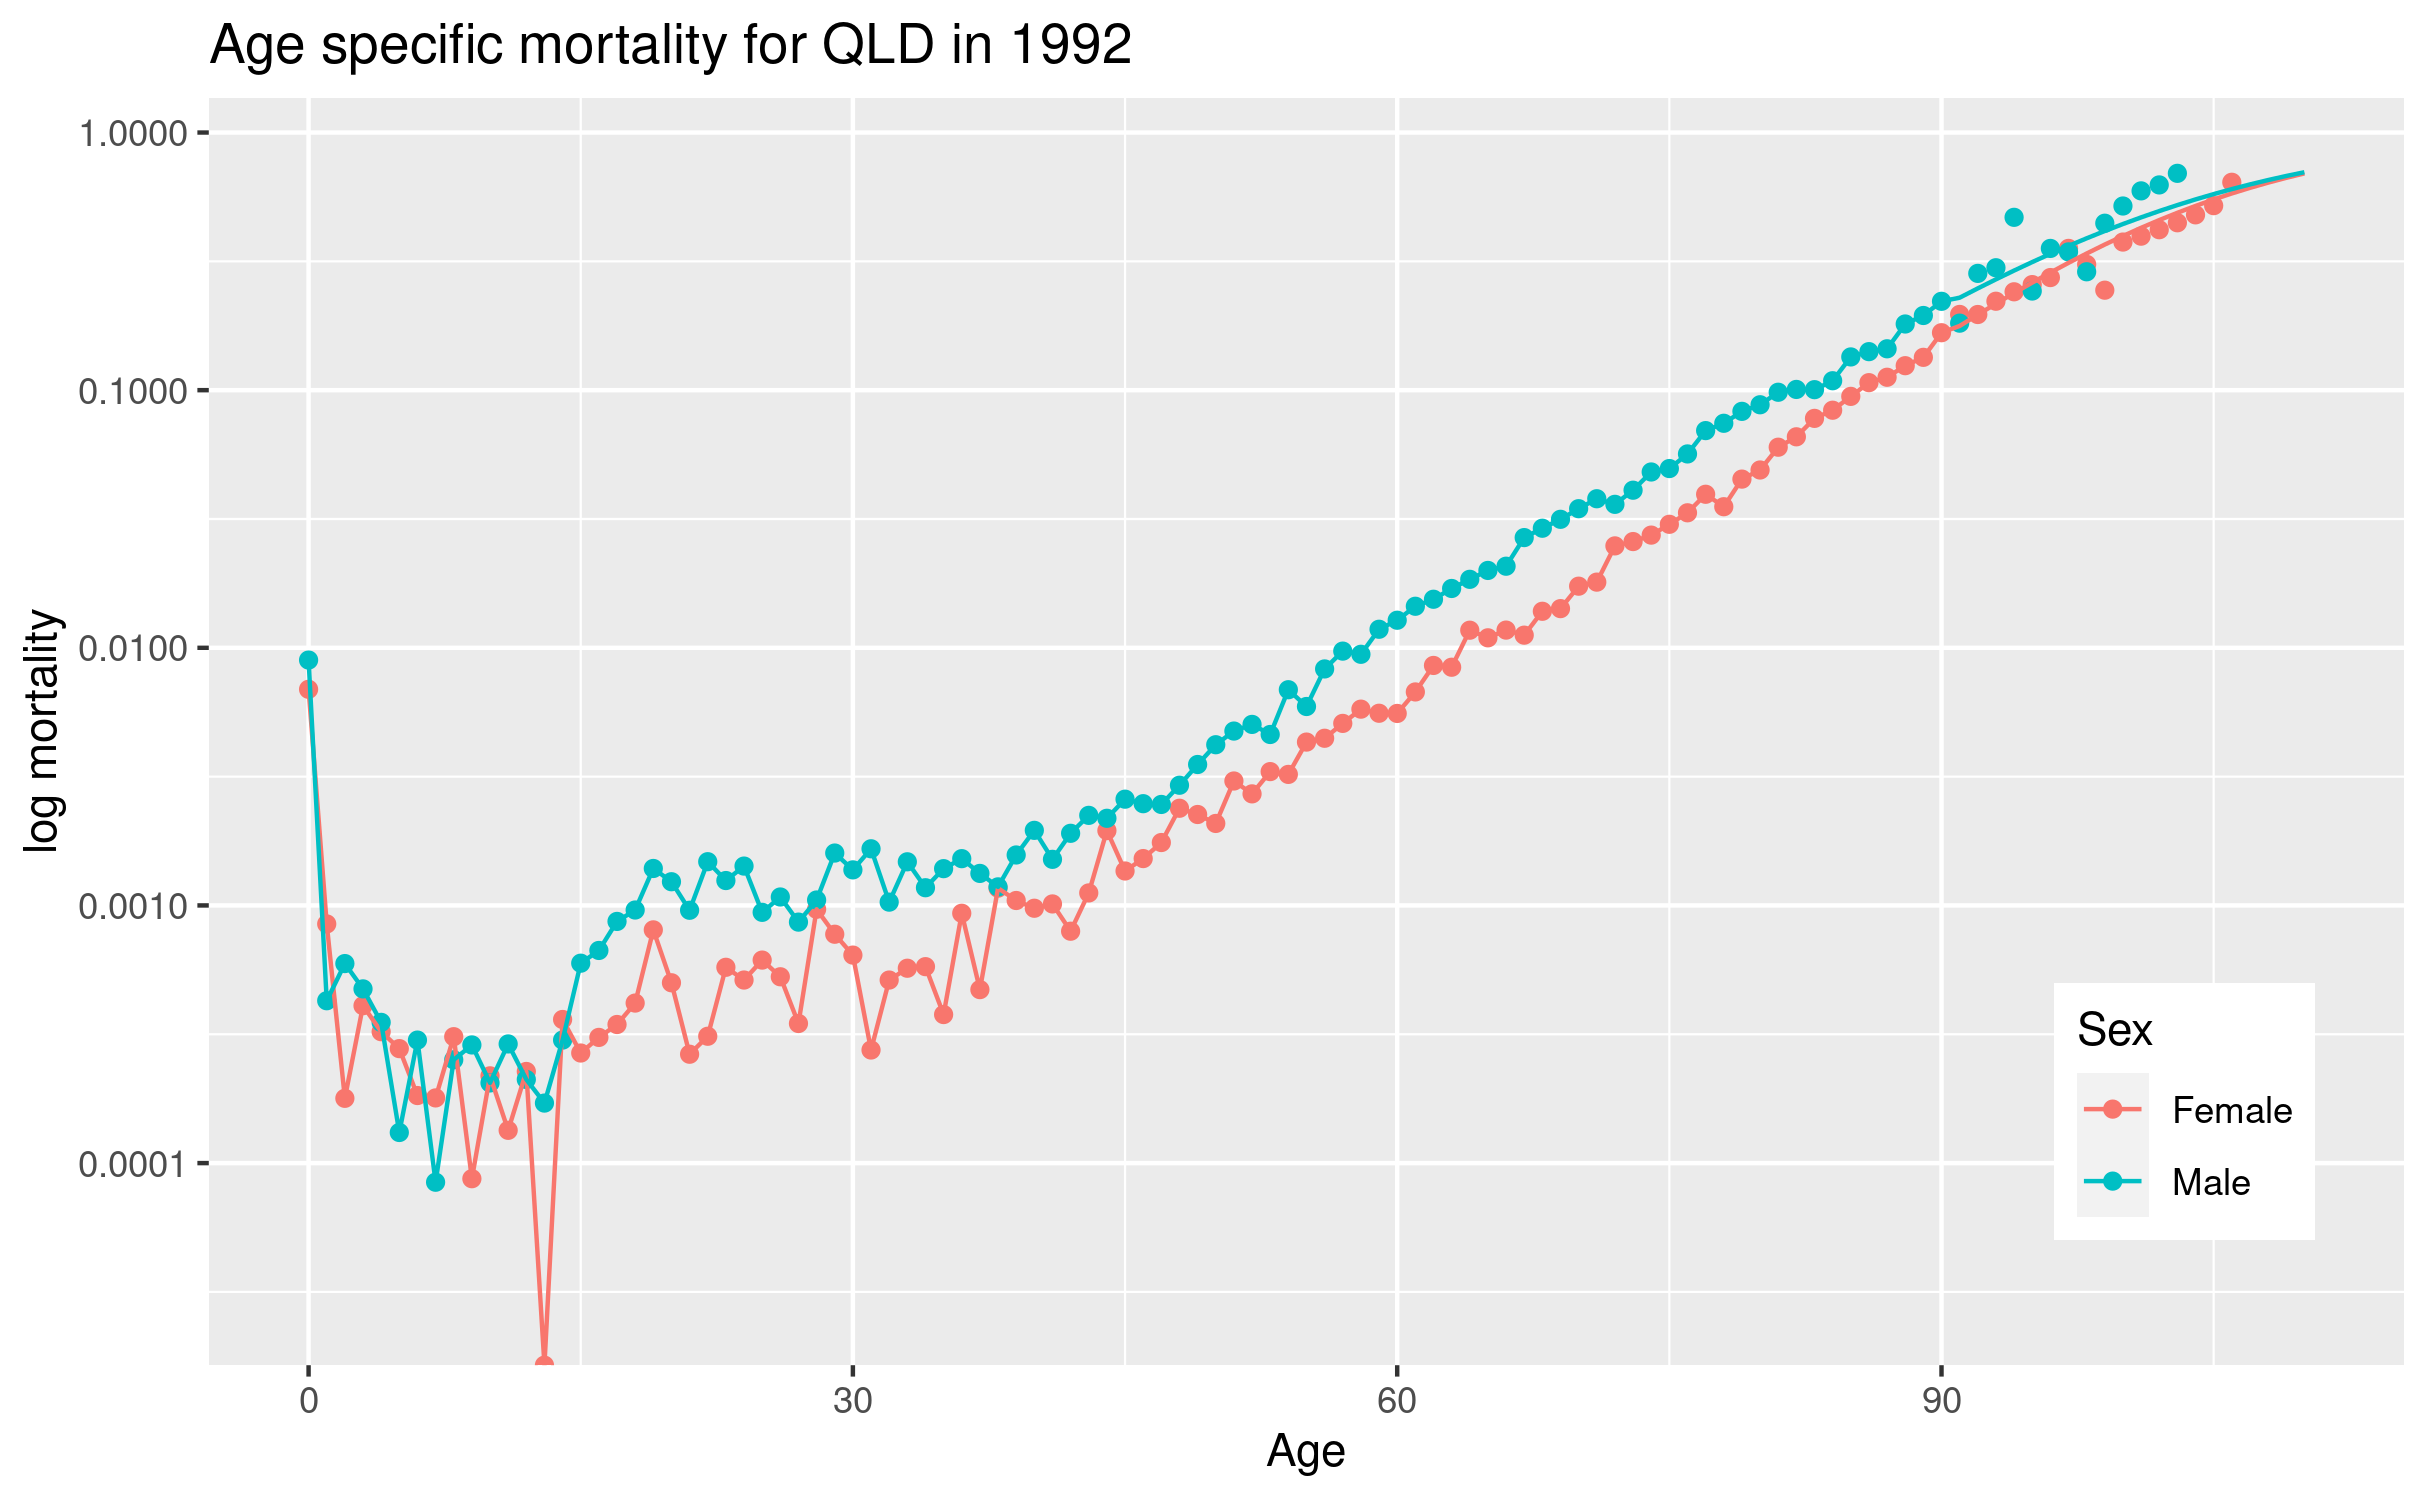 Age specific mortality for QLD in 1992
1.0000
0.1000
0.0100
0.0010
0.0001
log mortality
0
30
60
90
Age
Sex
Female
Male